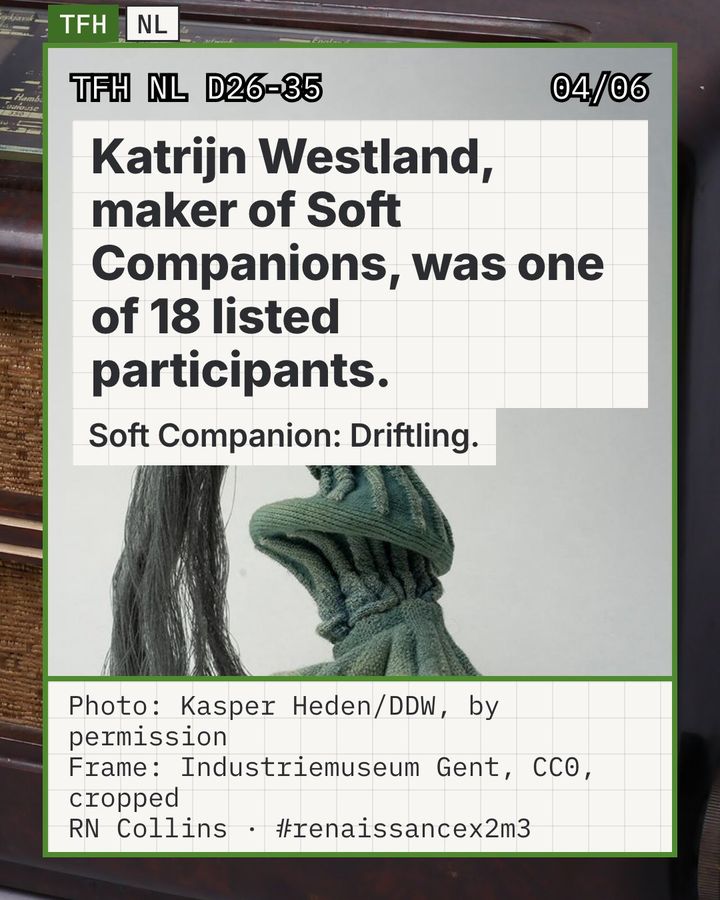 TFH NL
TFH NL D26-35 04/06
Katrijn Westland,
maker of Soft
Companions, was one
of 18 listed
participants.
Soft Companion: Driftling.
Photo: Kasper Heden/DDW, by
permission
Frame: Industriemuseum Gent, CC0,
cropped
RN Collins · #renaissancex2m3